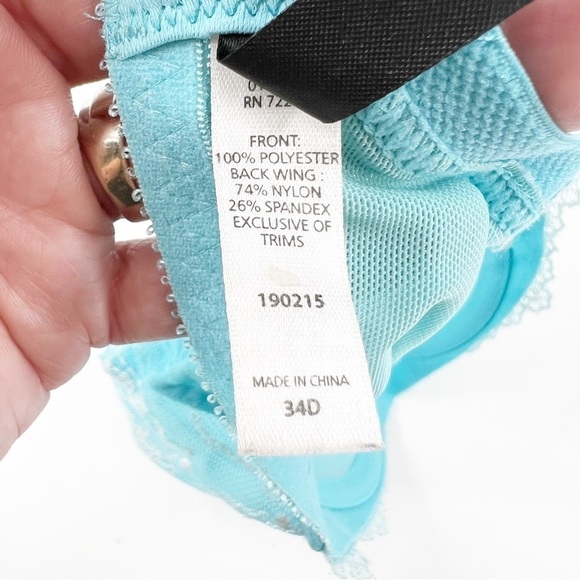 RN 722
FRONT:
100% POLYESTER
BACK WING :
74% NYLON
26% SPANDEX
EXCLUSIVE OF
TRIMS
190215
MADE IN CHINA
34D